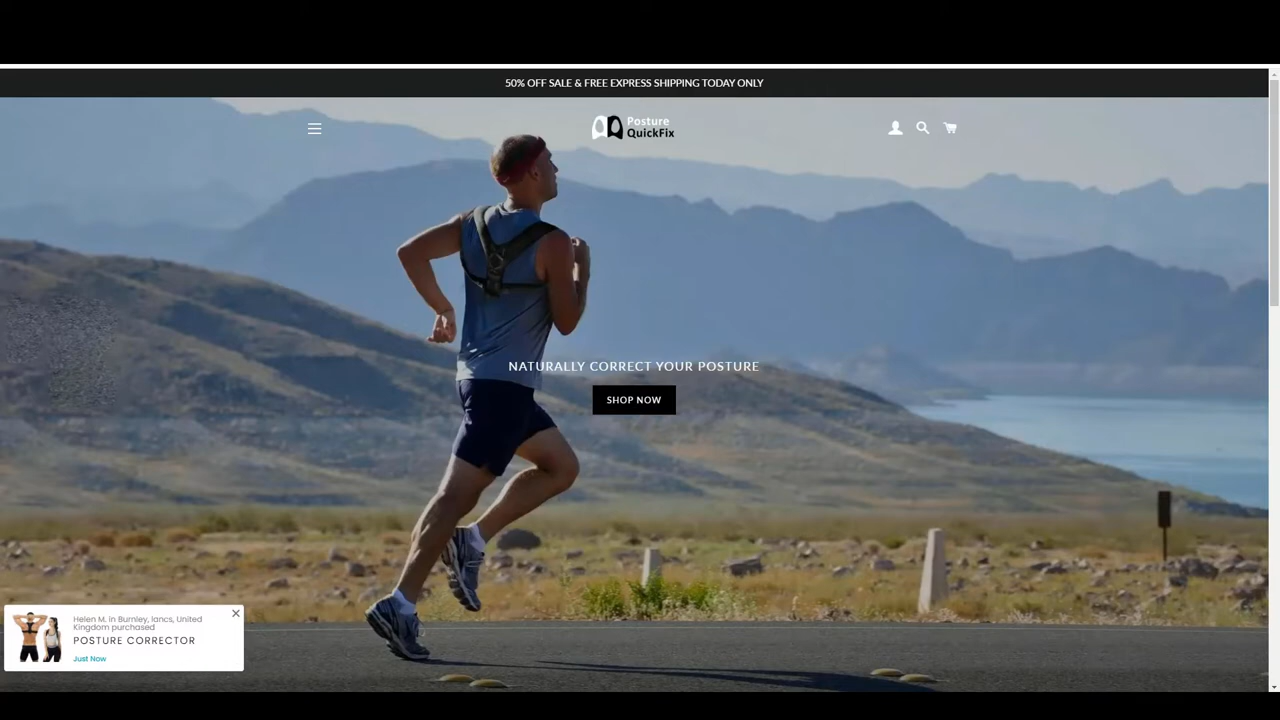 50% OFF SALE & FREE EXPRESS SHIPPING TODAY ONLY
Posture
QuickFix
NATURALLY CORRECT YOUR POSTURE
SHOP NOW
Helen M. in Burnley, lancs, United
Kingdom purchased
POSTURE CORRECTOR
Just Now